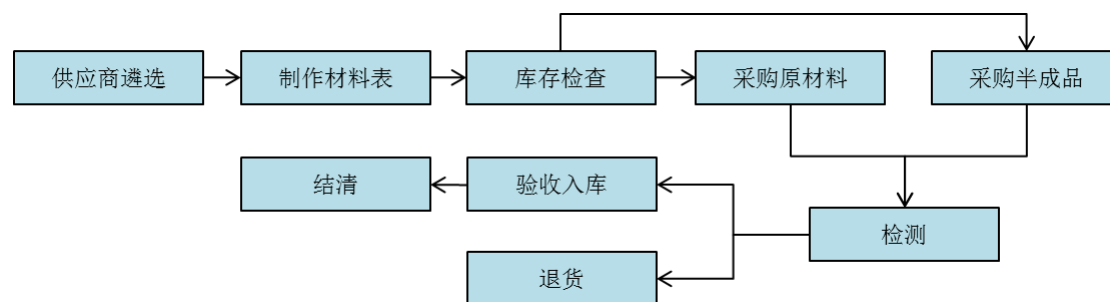 供应商遴选
制作材料表
库存检查
采购原材料
采购半成品
结清
验收入库
检测
退货